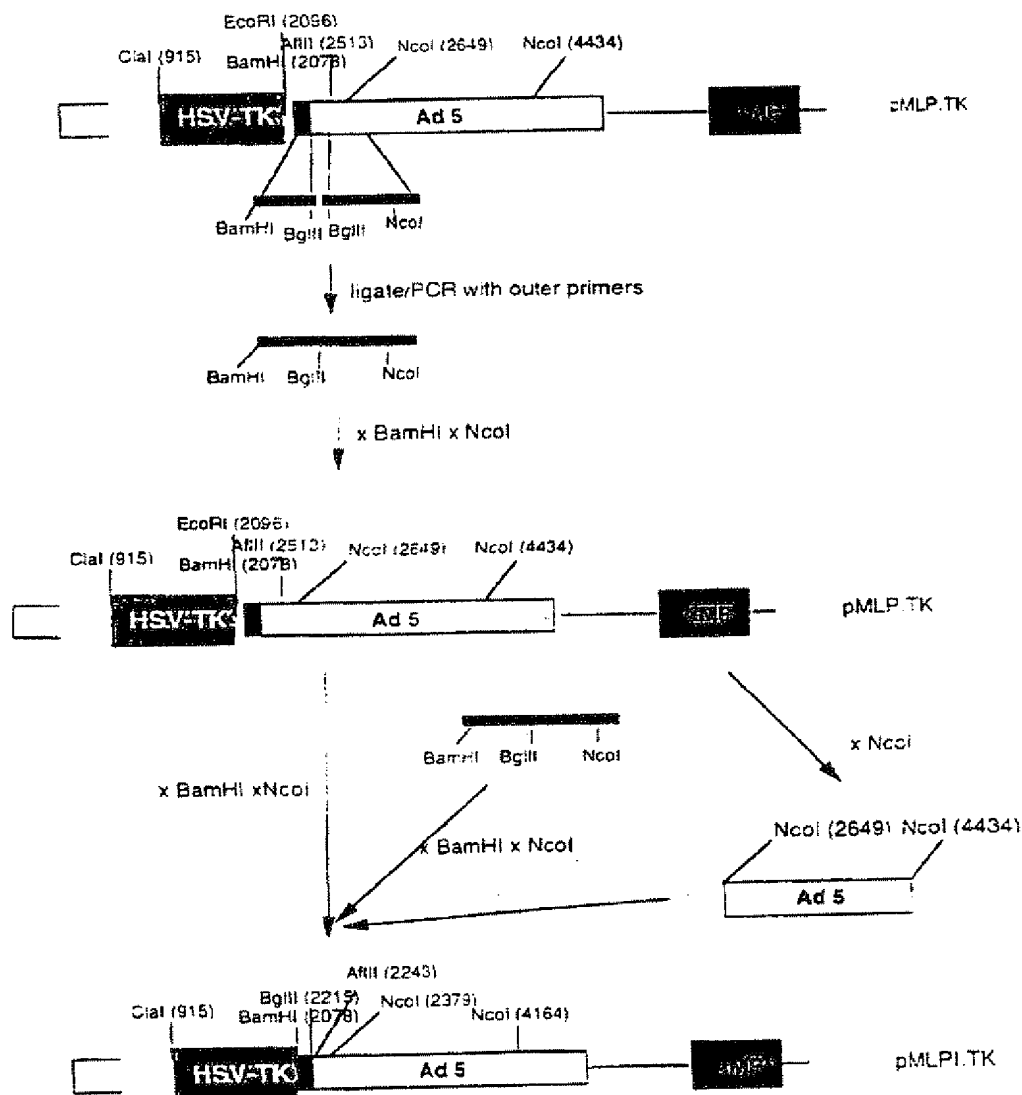 EcoRI (2096)
AflII (2513)
NcoI (2649)
NcoI (4434)
ClaI (915)
BamHI (2078)
HSV-TK
Ad 5
pMLP.TK
BamHI
BglII
BglII
NcoI
ligate/PCR with outer primers
BamHI
BglII
NcoI
x BamHI x NcoI
EcoRI (2096)
AflII (2513)
NcoI (2649)
NcoI (4434)
ClaI (915)
BamHI (2078)
HSV-TK
Ad 5
pMLP.TK
BamHI
BglII
NcoI
x NcoI
x BamHI xNcoI
x BamHI x NcoI
NcoI (2649) NcoI (4434)
Ad 5
AflII (2243)
BglII (2215)
NcoI (2379)
ClaI (915)
BamHI (2078)
NcoI (4164)
HSV-TK
Ad 5
pMLPI.TK